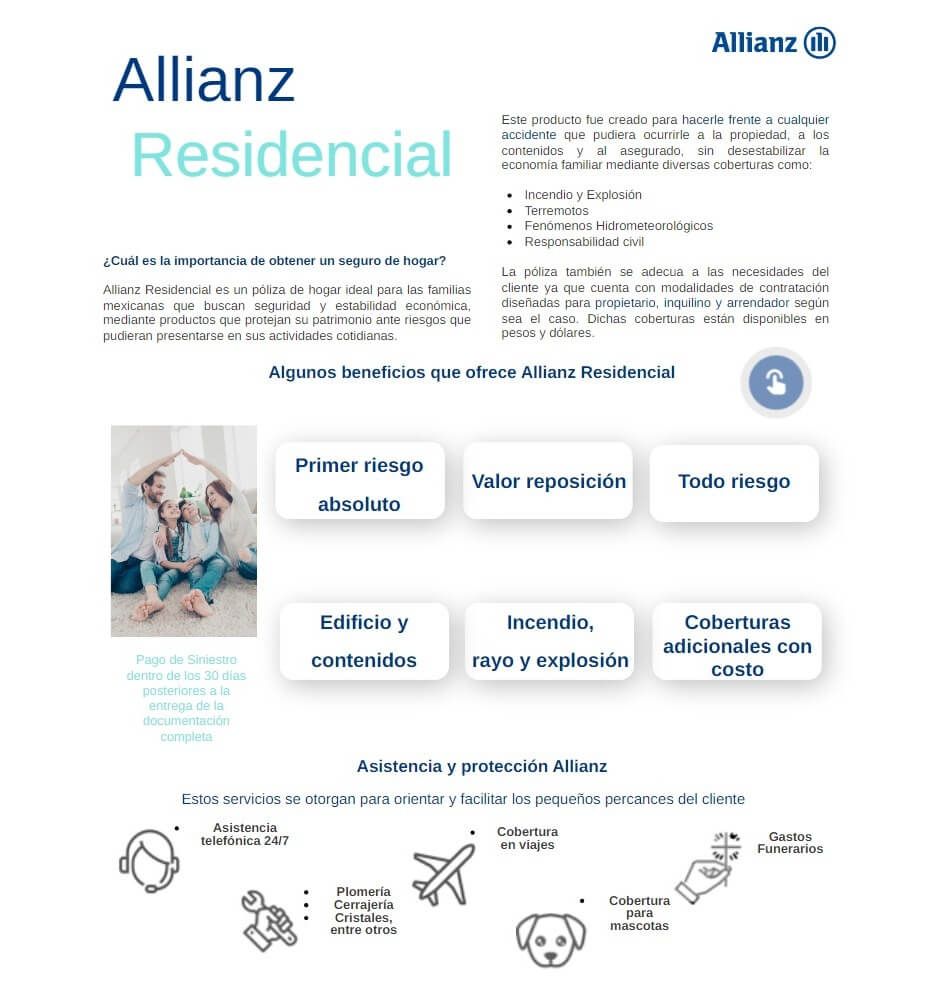 Allianz
Allianz
Residencial
¿Cuál es la importancia de obtener un seguro de hogar?
Allianz Residencial es un póliza de hogar ideal para las familias
mexicanas que buscan seguridad y estabilidad económica,
mediante productos que protejan su patrimonio ante riesgos que
pudieran presentarse en sus actividades cotidianas.
Este producto fue creado para hacerle frente a cualquier
accidente que pudiera ocurrirle a la propiedad, a los
contenidos y al asegurado, sin desestabilizar la
economía familiar mediante diversas coberturas como:
• Incendio y Explosión
• Terremotos
• Fenómenos Hidrometeorológicos
• Responsabilidad civil
La póliza también se adecua a las necesidades del
cliente ya que cuenta con modalidades de contratación
diseñadas para propietario, inquilino y arrendador según
sea el caso. Dichas coberturas están disponibles en
pesos y dólares.
Algunos beneficios que ofrece Allianz Residencial
Primer riesgo
absoluto
Valor reposición
Todo riesgo
Edificio y
contenidos
Incendio,
rayo y explosión
Coberturas
adicionales con
costo
Pago de Siniestro
dentro de los 30 días
posteriores a la
entrega de la
documentación
completa
Asistencia y protección Allianz
Estos servicios se otorgan para orientar y facilitar los pequeños percances del cliente
• Asistencia
telefónica 24/7
• Plomería
• Cerrajería
• Cristales,
entre otros
• Cobertura
en viajes
• Cobertura
para
mascotas
• Gastos
Funerarios